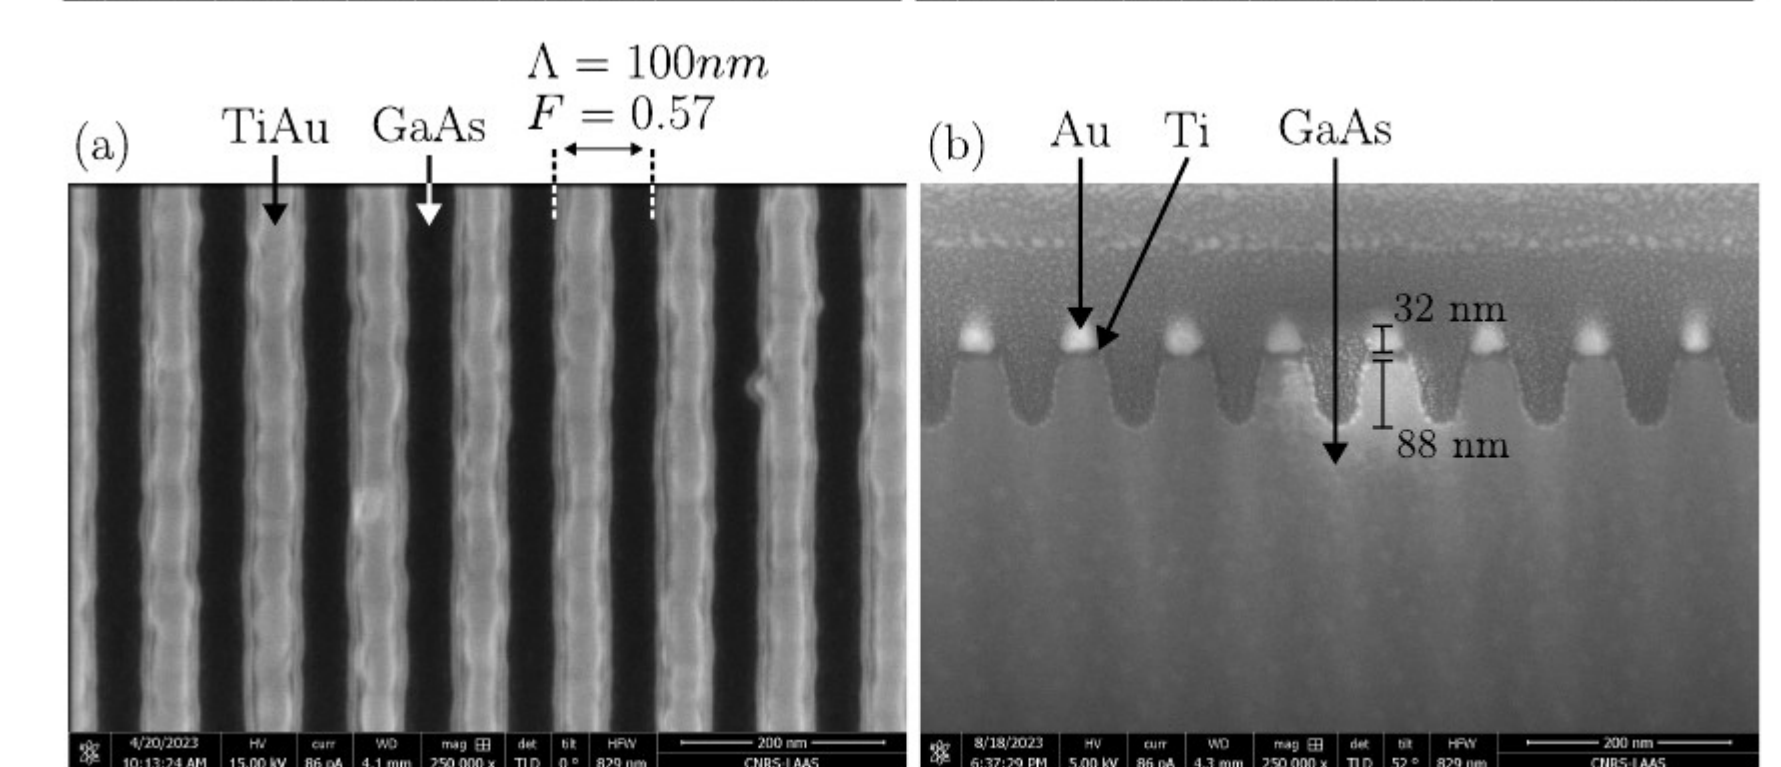 Λ = 100nm
F = 0.57
(a) TiAu GaAs
(b) Au Ti GaAs
32 nm
88 nm
4/20/2023 HV curr WD mag det tilt HFW 200 nm
10:13:24 AM 15.00 kV 86 pA 4.1 mm 250 000 x TLD 0 ° 829 nm CNRS-LAAS
8/18/2023 HV curr WD mag det tilt HFW 200 nm
6:37:29 PM 5.00 kV 86 pA 4.3 mm 250 000 x TLD 52 ° 829 nm CNRS-LAAS